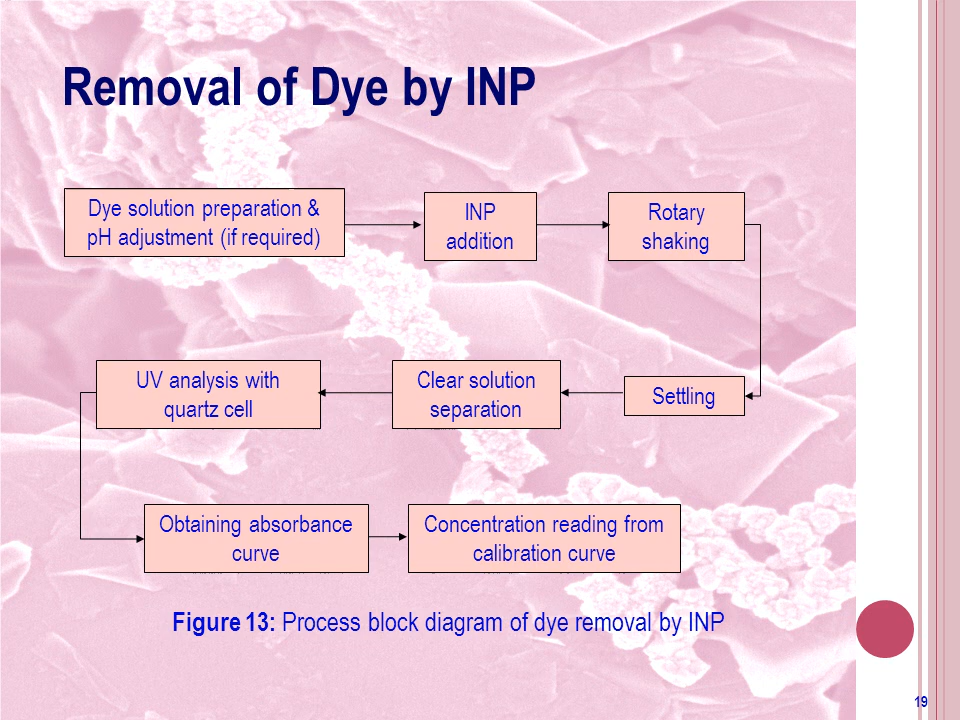 Removal of Dye by INP
Dye solution preparation &
pH adjustment (if required)
INP
addition
Rotary
shaking
Settling
Clear solution
separation
UV analysis with
quartz cell
Obtaining absorbance
curve
Concentration reading from
calibration curve
Figure 13: Process block diagram of dye removal by INP
19